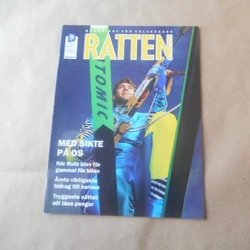 RATTEN
ATOMIC
MED SIKTE
PÅ OS
När Ruth blev för
gammal för bilen
Årets viktigaste
bidrag till barnen
Tryggaste sättet
att låna pengar